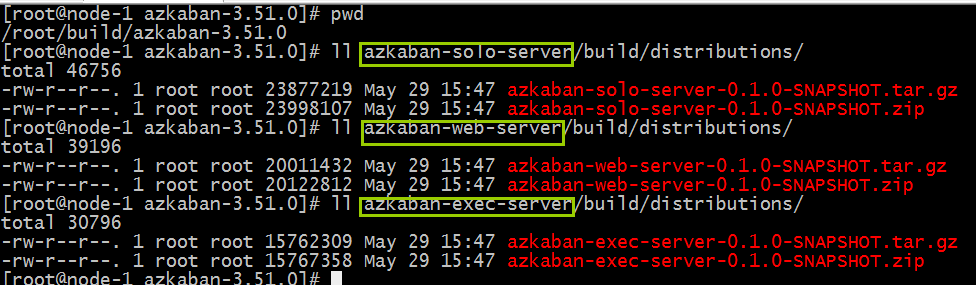 [root@node-1 azkaban-3.51.0]# pwd
/root/build/azkaban-3.51.0
[root@node-1 azkaban-3.51.0]# ll azkaban-solo-server/build/distributions/
total 46756
-rw-r--r--. 1 root root 23877219 May 29 15:47 azkaban-solo-server-0.1.0-SNAPSHOT.tar.gz
-rw-r--r--. 1 root root 23998107 May 29 15:47 azkaban-solo-server-0.1.0-SNAPSHOT.zip
[root@node-1 azkaban-3.51.0]# ll azkaban-web-server/build/distributions/
total 39196
-rw-r--r--. 1 root root 20011432 May 29 15:47 azkaban-web-server-0.1.0-SNAPSHOT.tar.gz
-rw-r--r--. 1 root root 20122812 May 29 15:47 azkaban-web-server-0.1.0-SNAPSHOT.zip
[root@node-1 azkaban-3.51.0]# ll azkaban-exec-server/build/distributions/
total 30796
-rw-r--r--. 1 root root 15762309 May 29 15:47 azkaban-exec-server-0.1.0-SNAPSHOT.tar.gz
-rw-r--r--. 1 root root 15767358 May 29 15:47 azkaban-exec-server-0.1.0-SNAPSHOT.zip
[root@node-1 azkaban-3.51.0]#